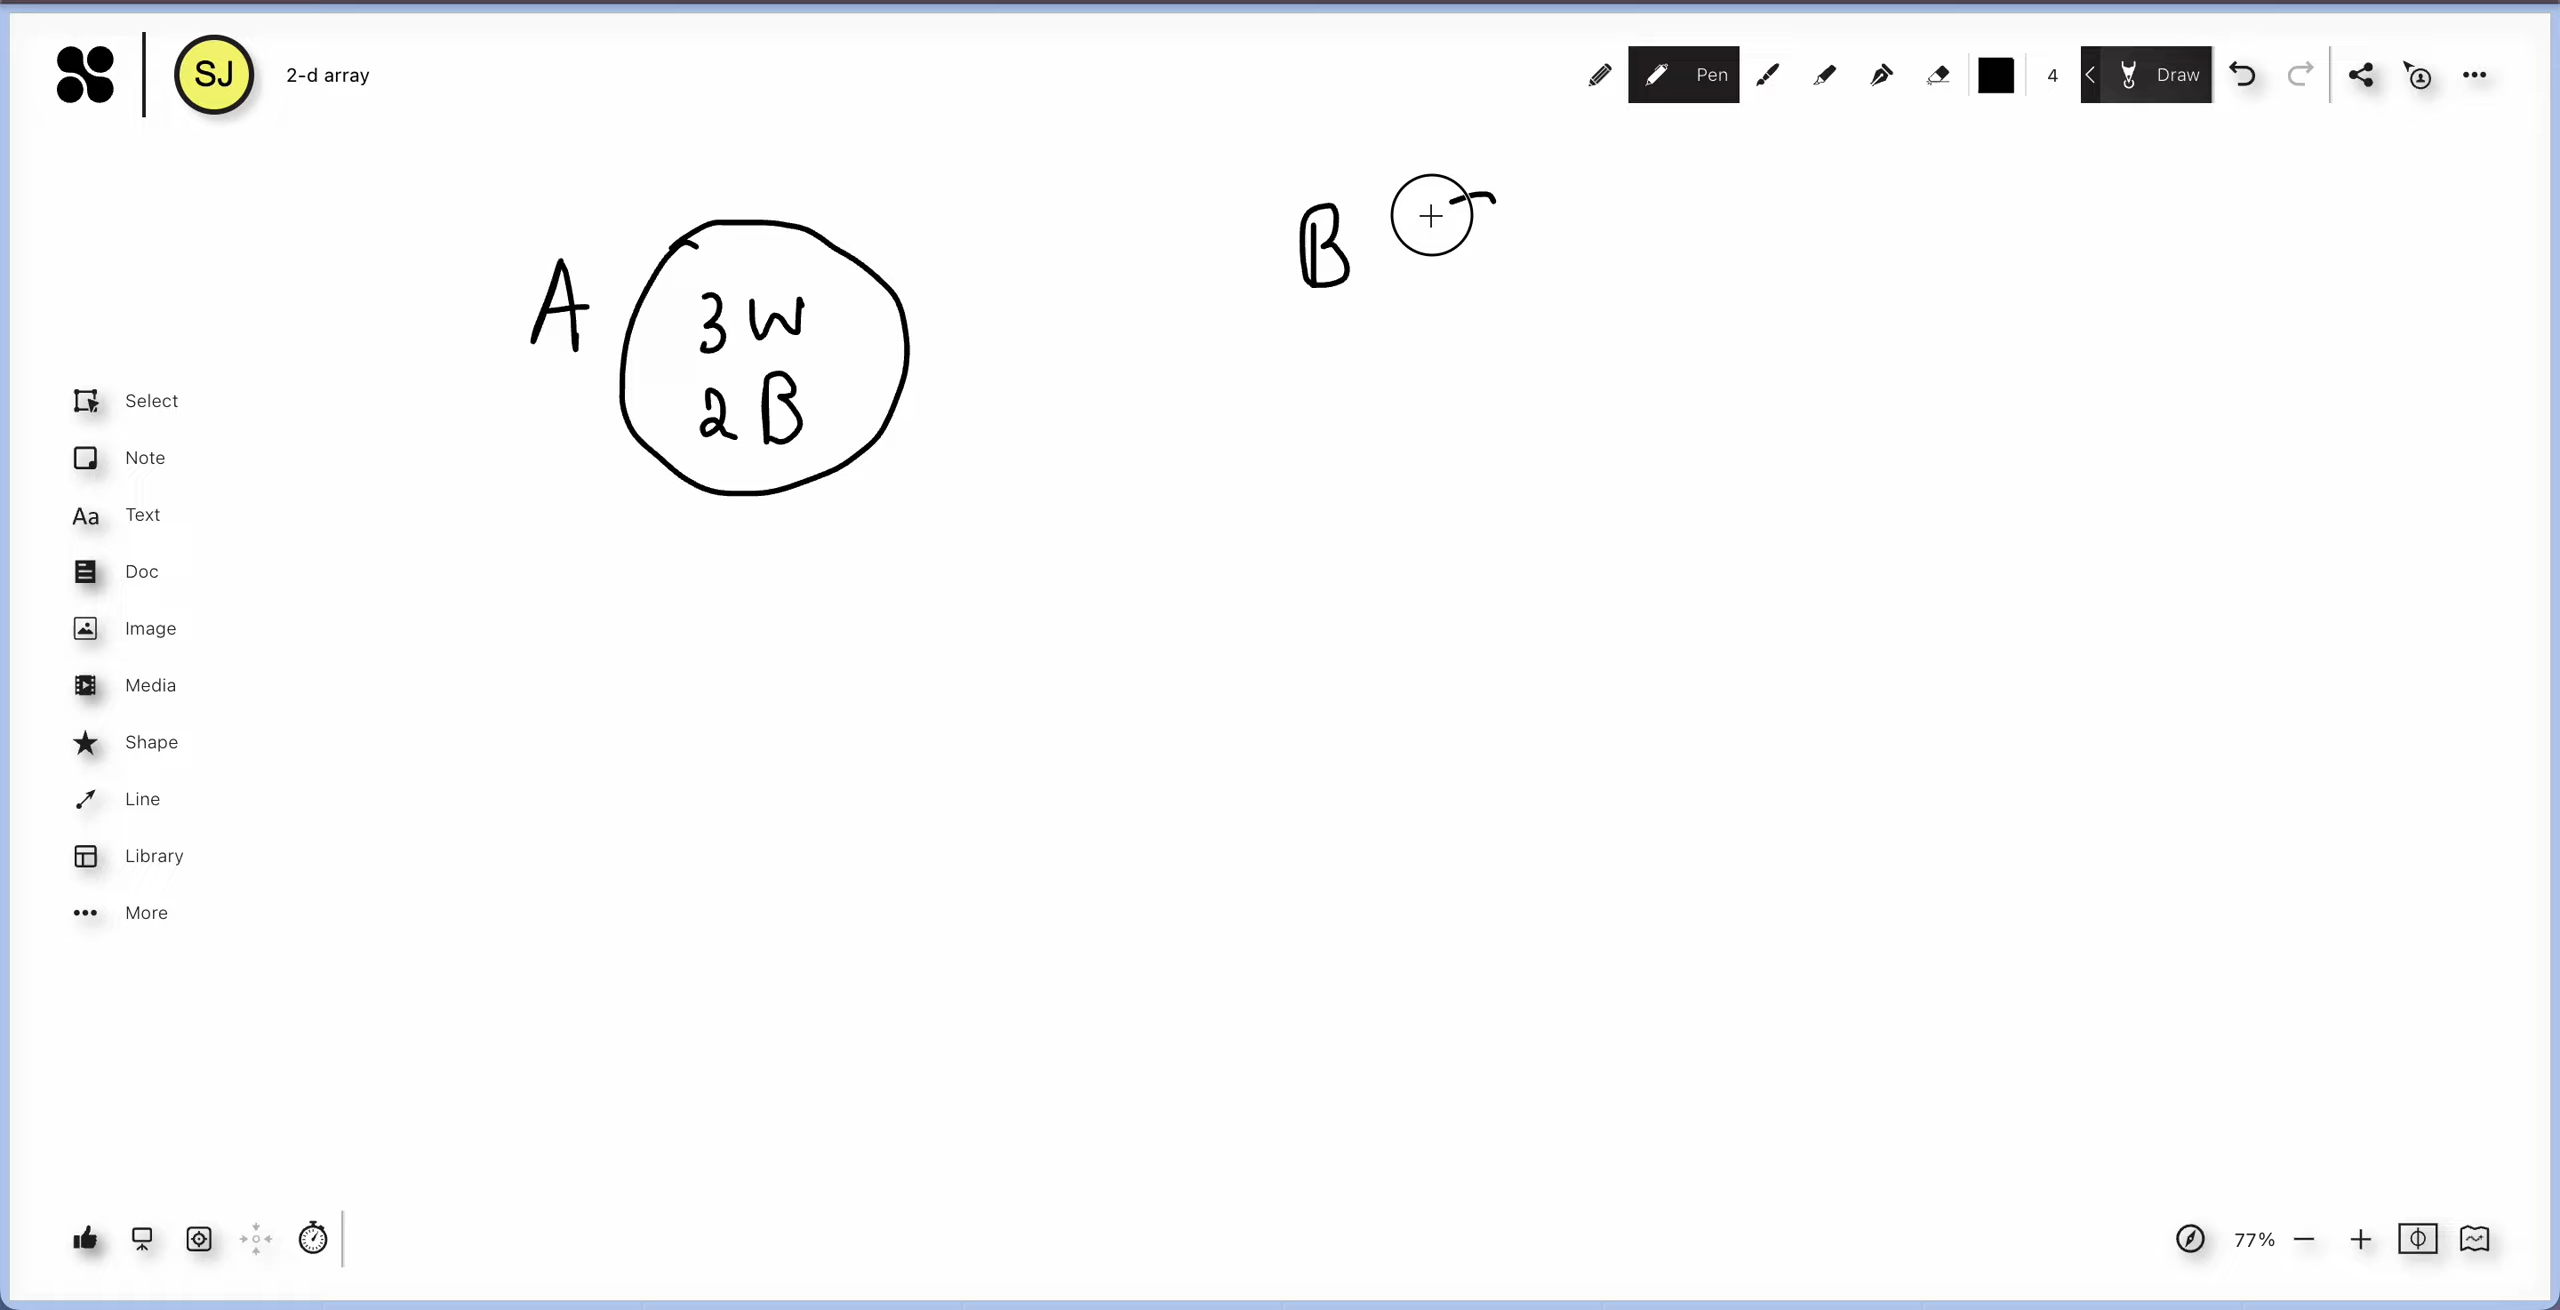 SJ 2-d array Pen 4 Draw
A
3 W
2 B
B
Select
Note
Aa Text
Doc
Image
Media
Shape
Line
Library
More
77%